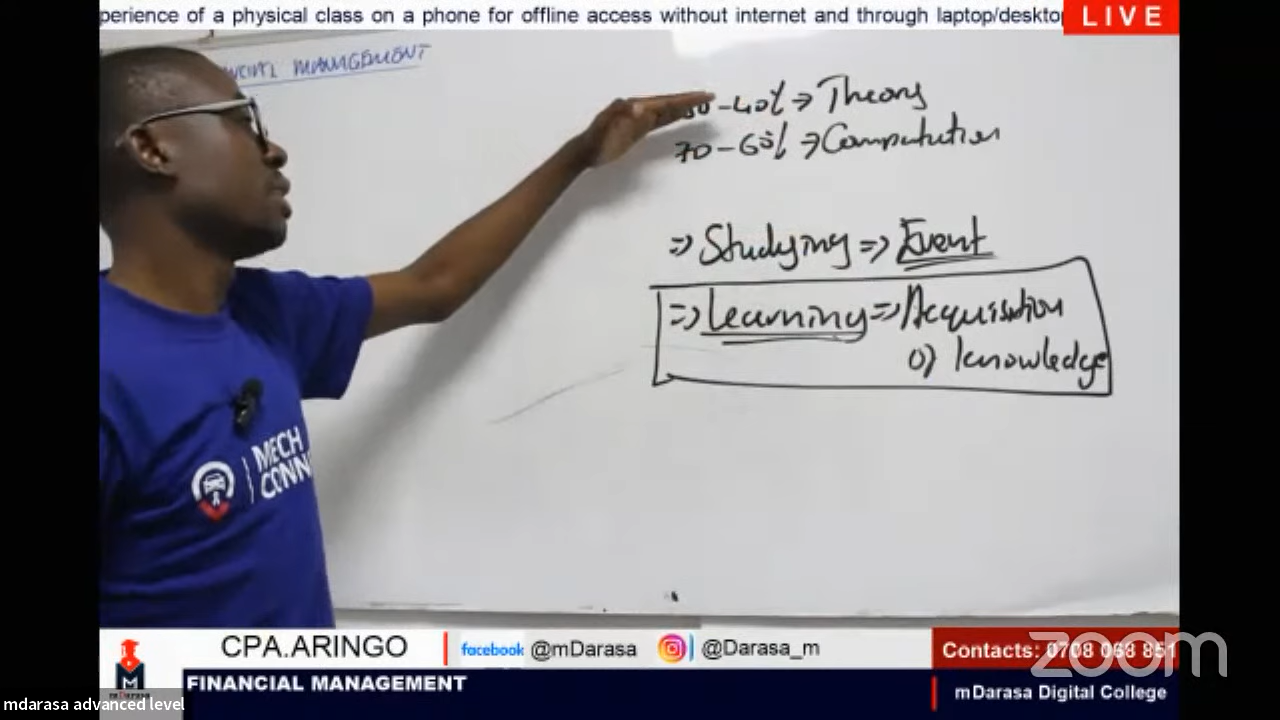 perience of a physical class on a phone for offline access without internet and through laptop/deskto
LIVE
MANAGEMENT
-40% => Theory
70-60% => Computation
=> Studying => Event
=> Learning => Acquisition
of knowledge
MECH
CONN
CPA.ARINGO
facebook @mDarasa
@Darasa_m
Contacts: 0708 068 851
zoom
FINANCIAL MANAGEMENT
mDarasa Digital College
mdarasa advanced level